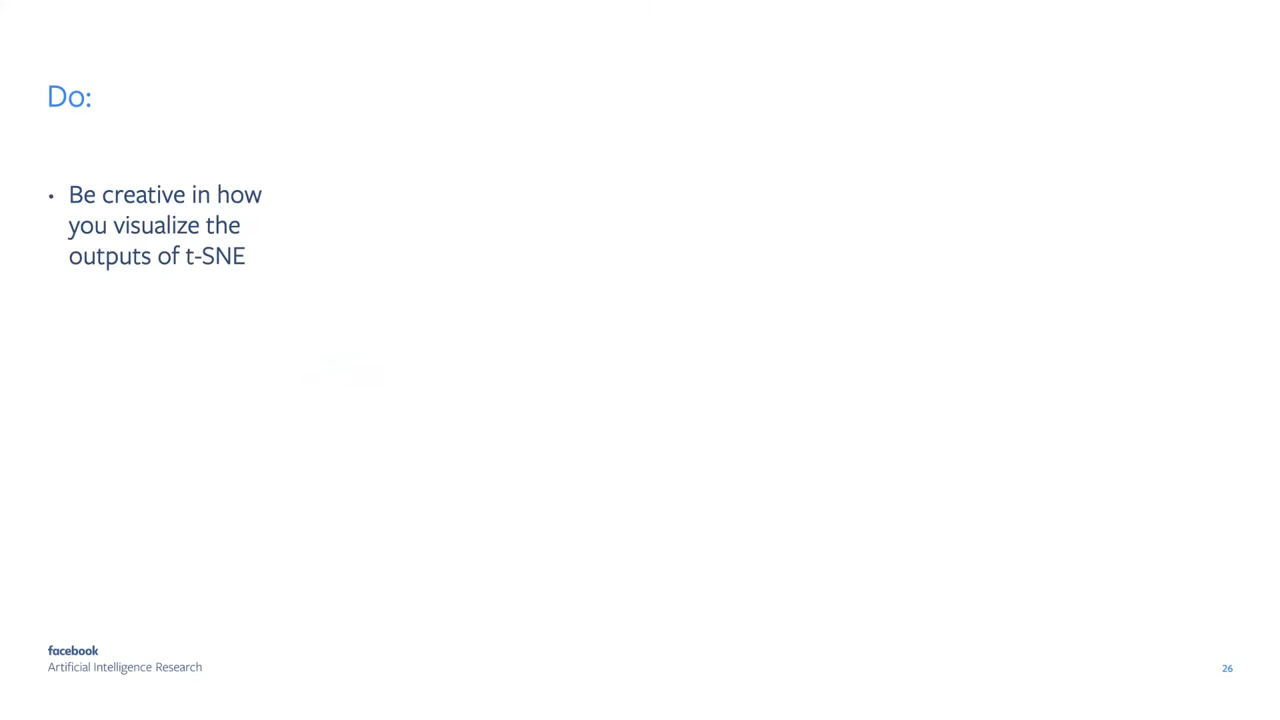 Do:
• Be creative in how
you visualize the
outputs of t-SNE
facebook
Artificial Intelligence Research
26